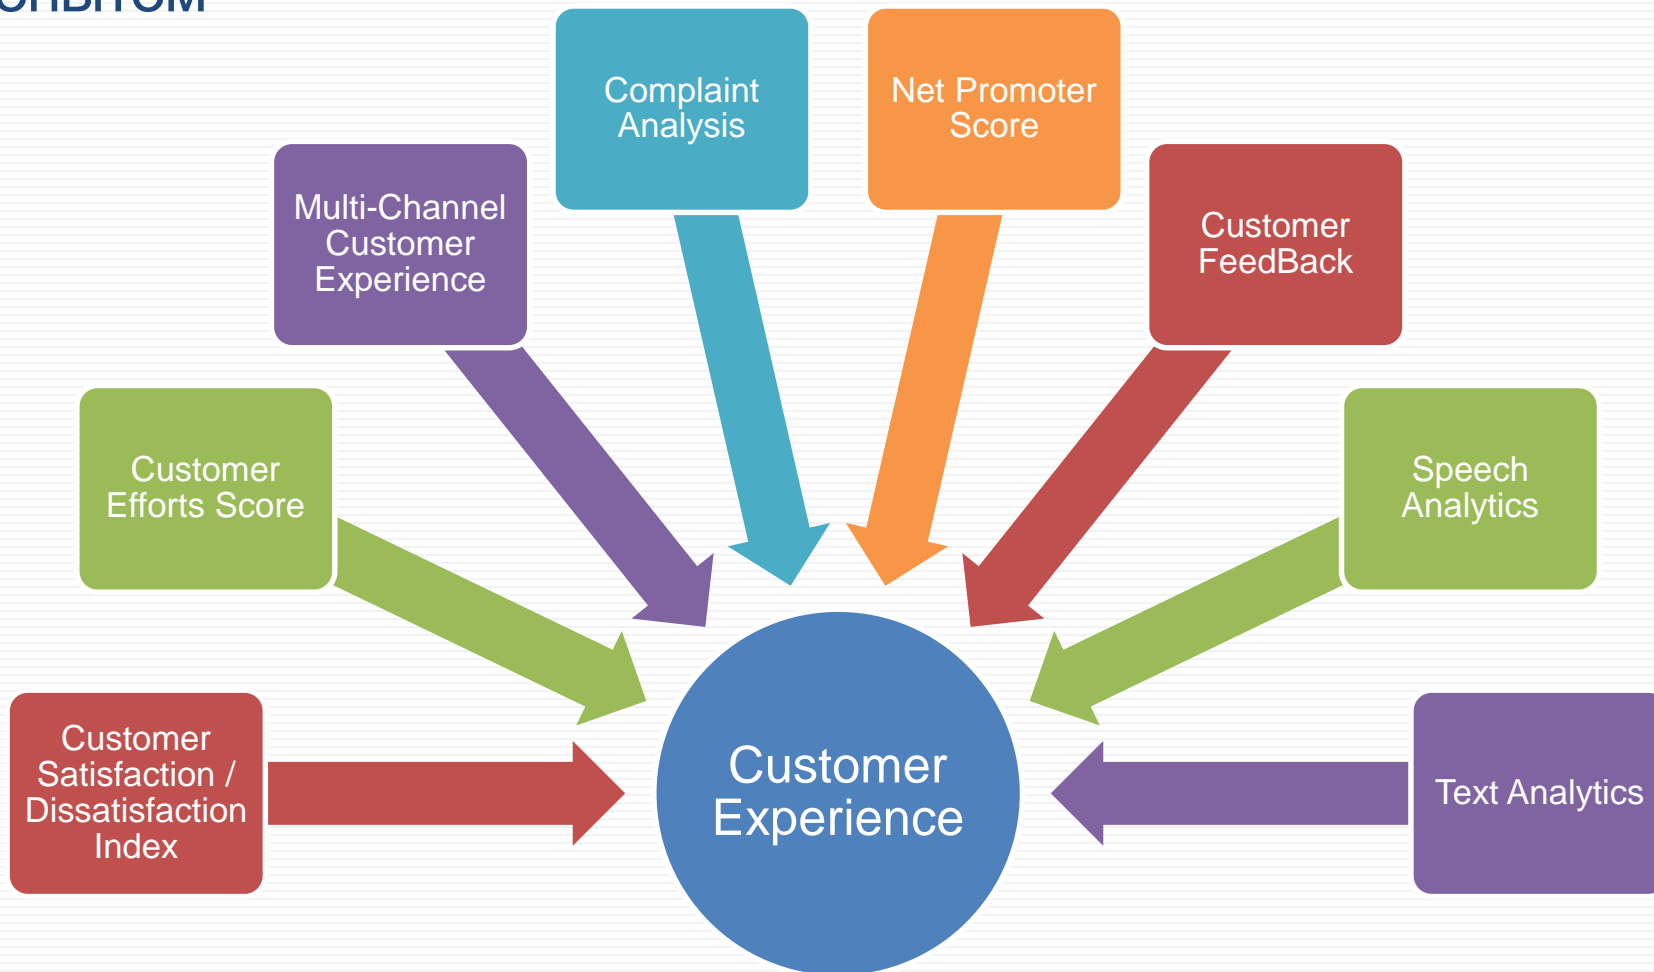 Complaint
Analysis
Net Promoter
Score
Multi-Channel
Customer
Experience
Customer
FeedBack
Customer
Efforts Score
Speech
Analytics
Customer
Satisfaction /
Dissatisfaction
Index
Customer
Experience
Text Analytics